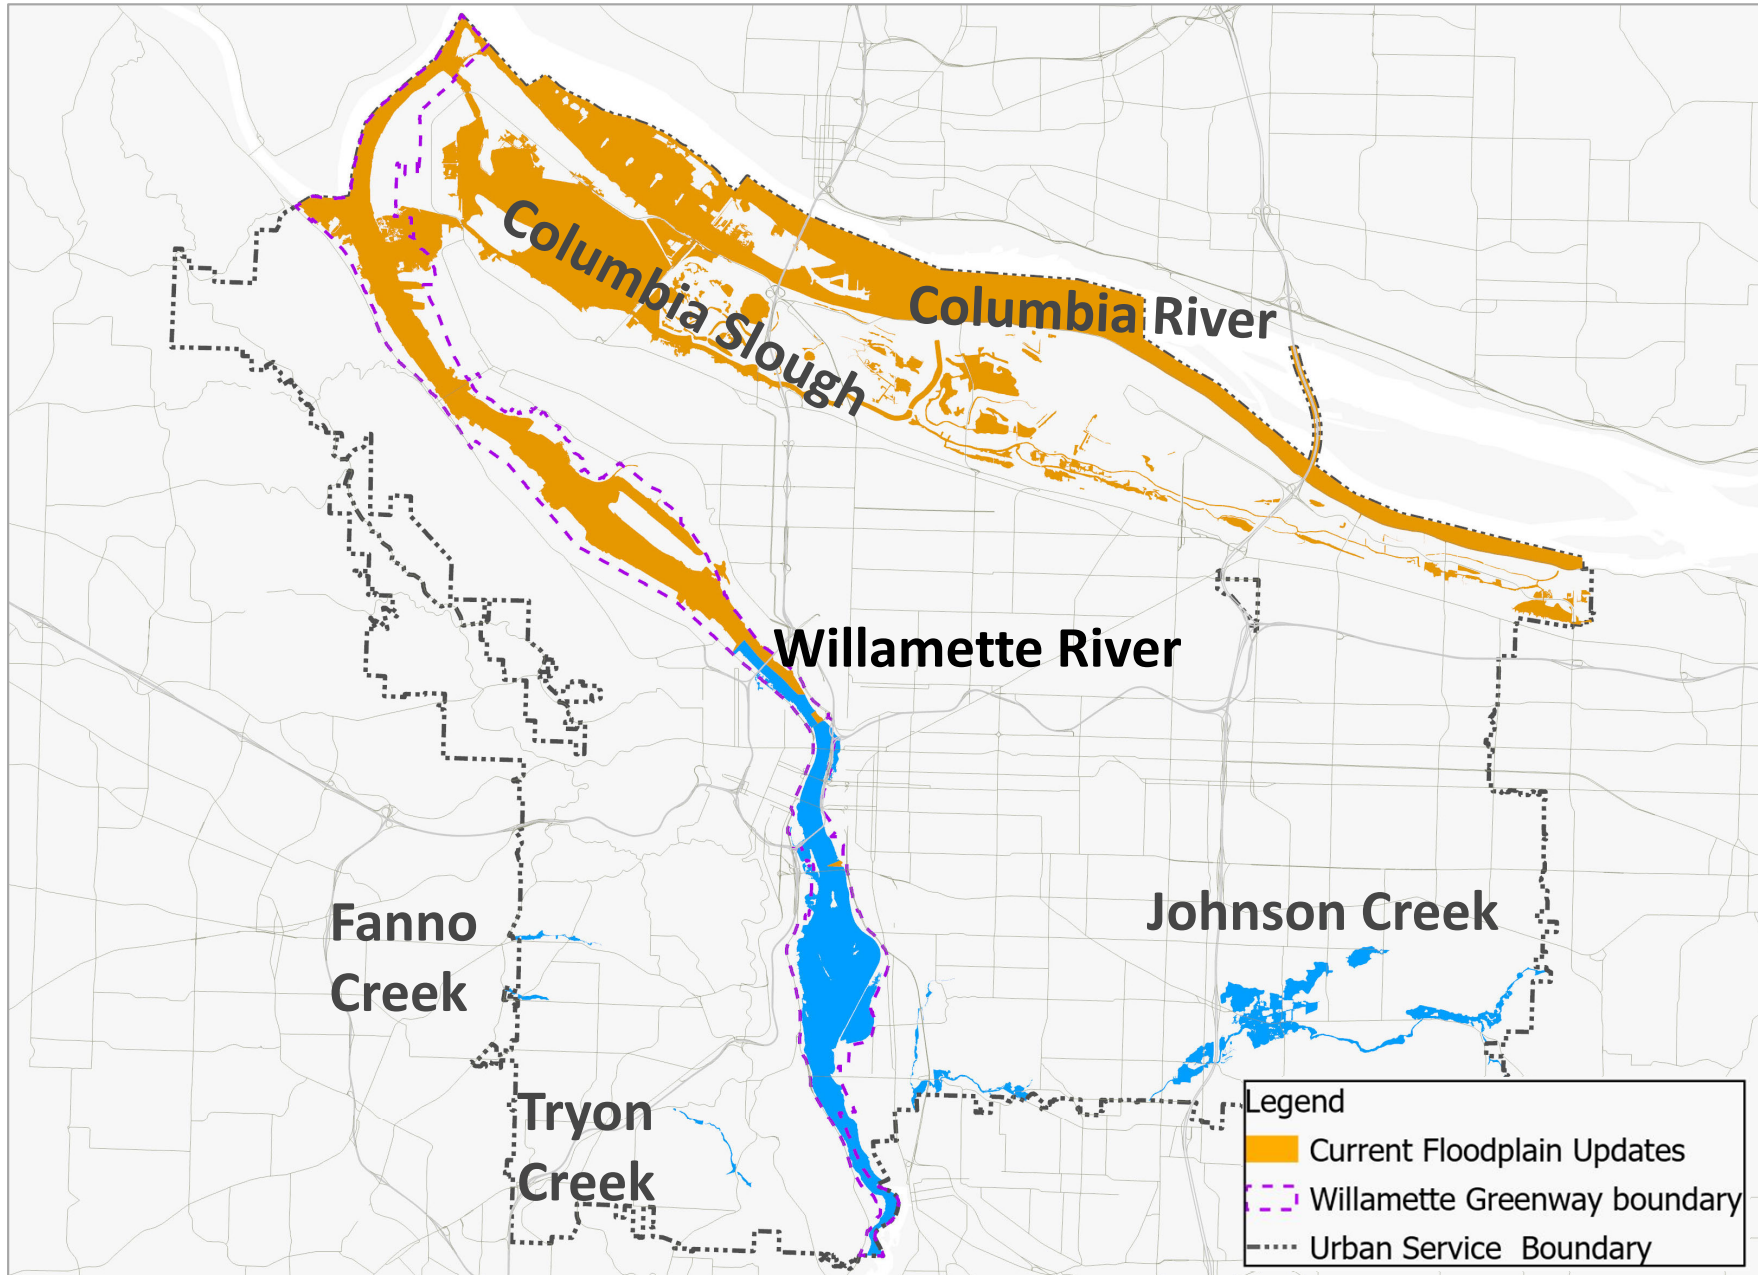 Columbia Slough
Columbia River
Willamette River
Johnson Creek
Fanno
Creek
Tryon
Creek
Legend
Current Floodplain Updates
Willamette Greenway boundary
Urban Service Boundary